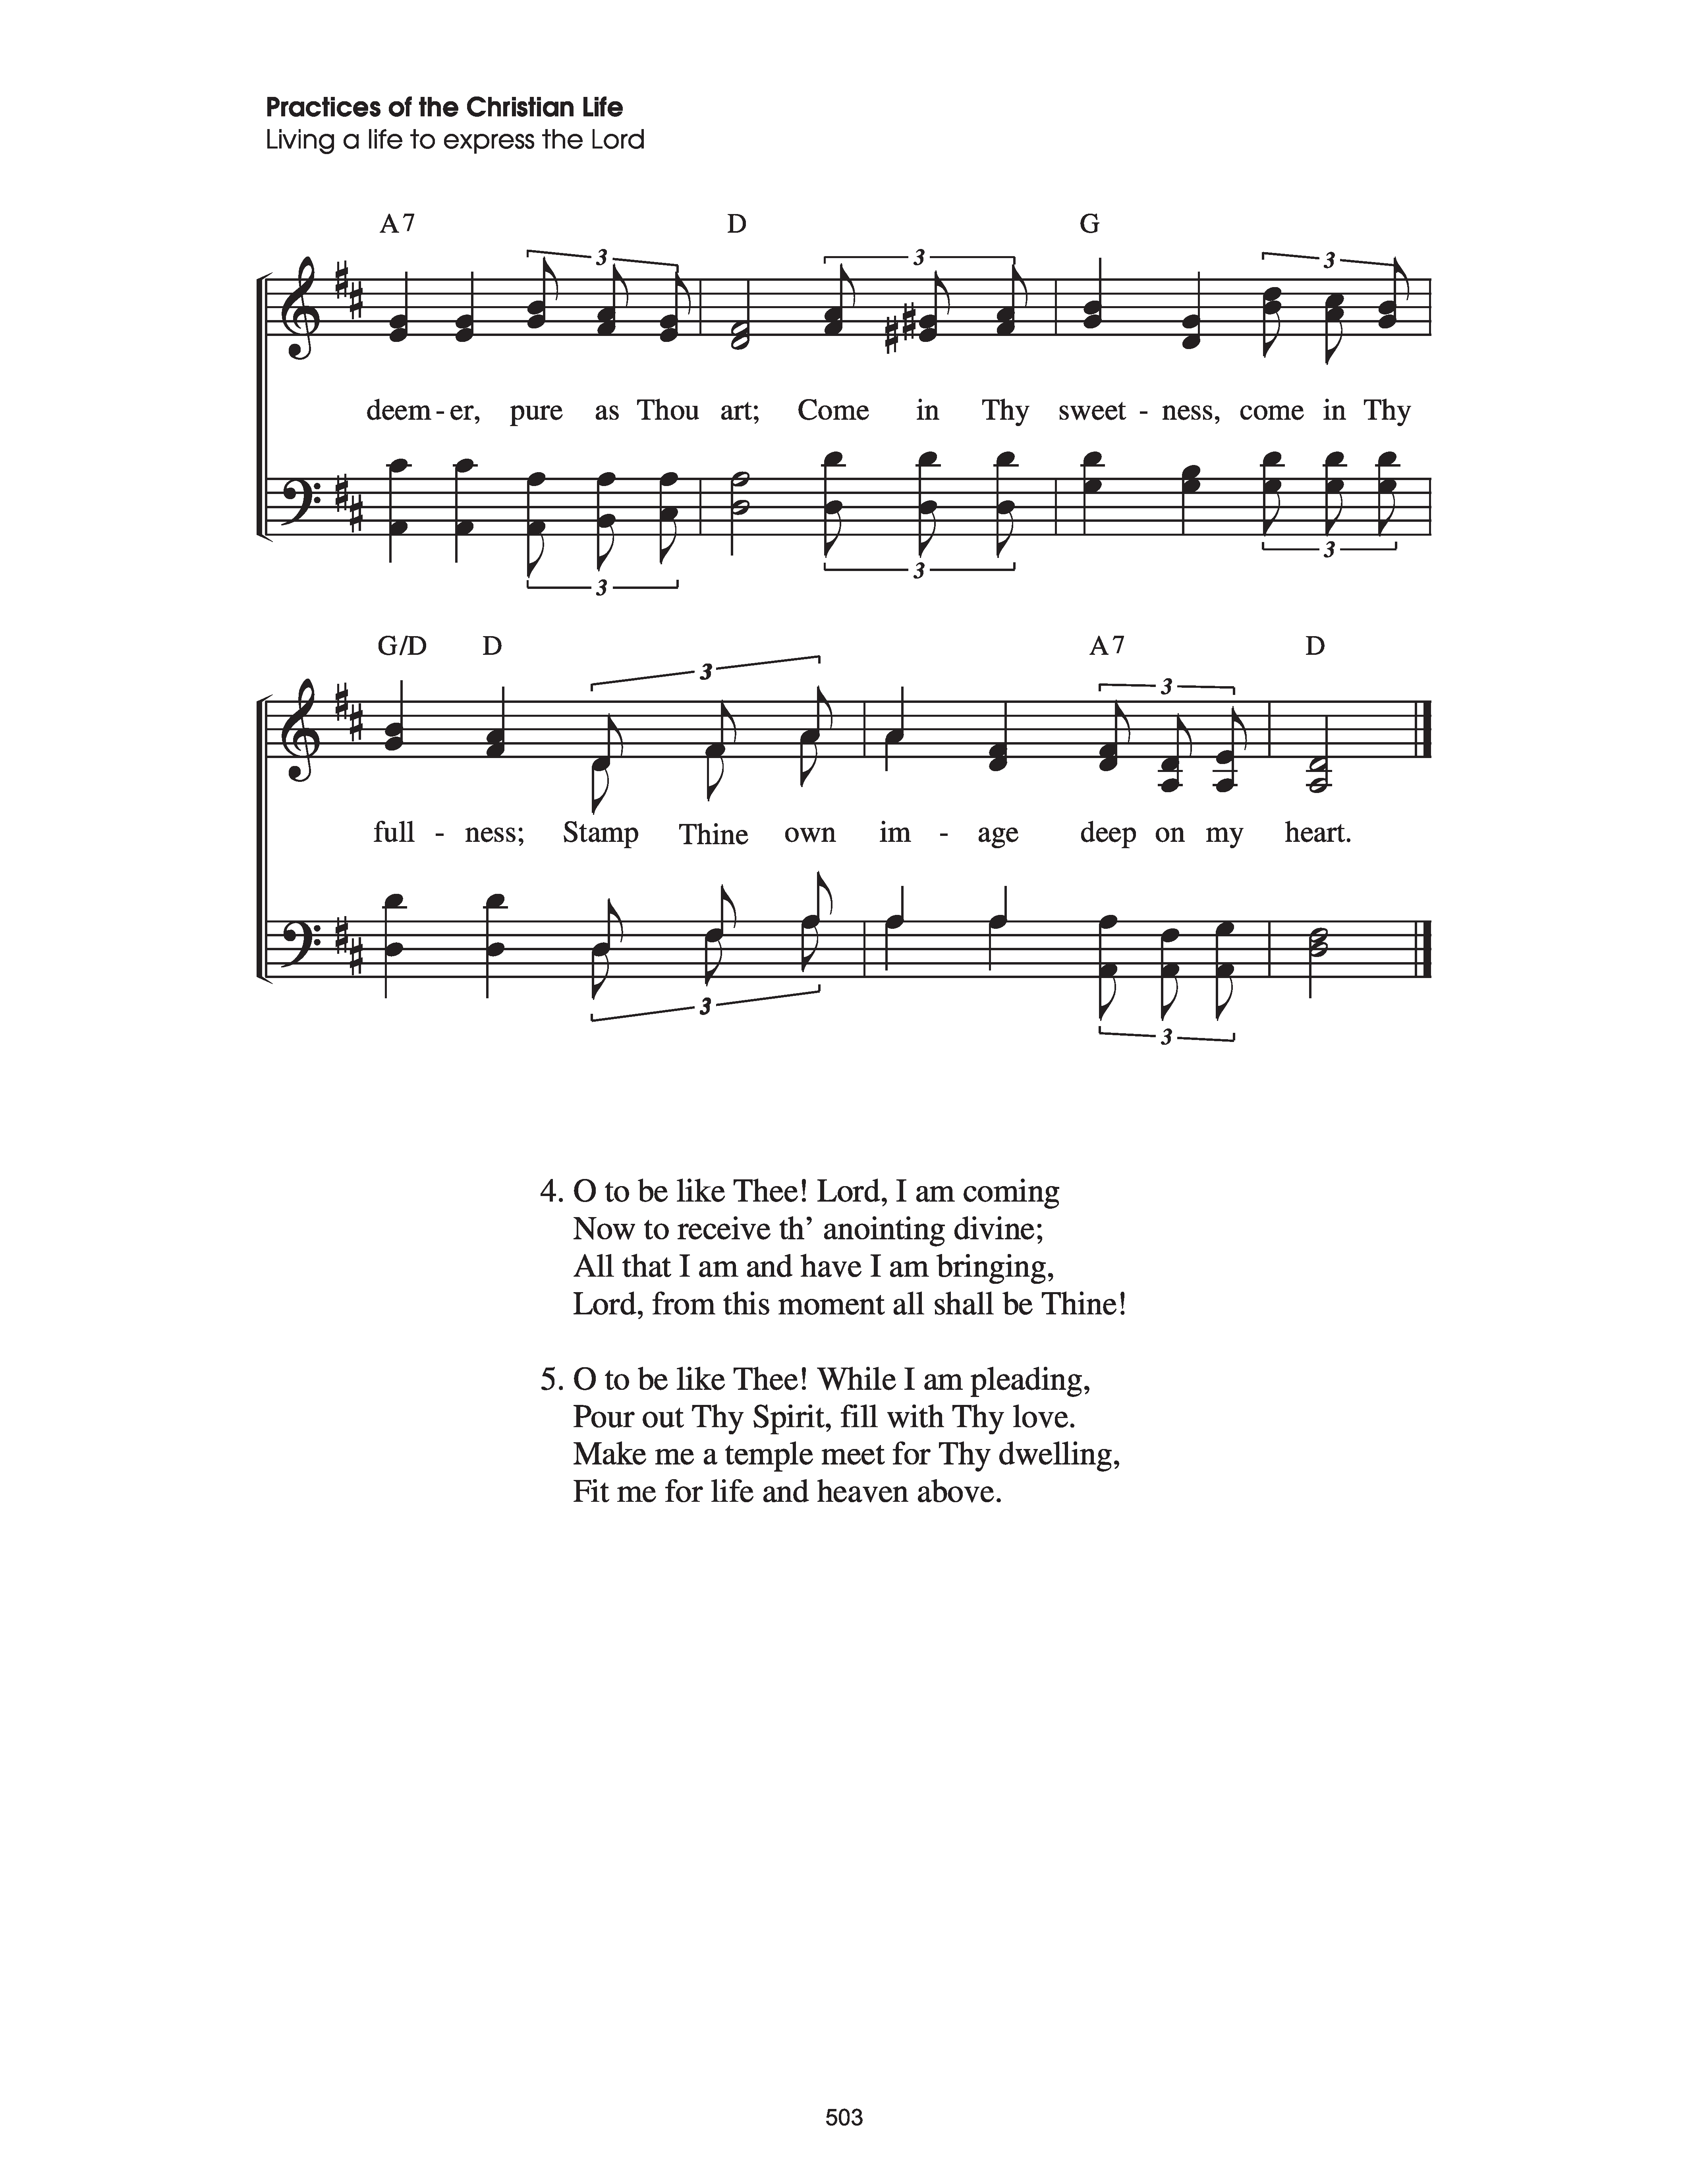 Practices of the Christian Life
Living a life to express the Lord
A7 D G
3 3 3
deem - er, pure as Thou art; Come in Thy sweet - ness, come in Thy
3 3 3
G/D D A7 D
3 3
full - ness; Stamp Thine own im - age deep on my heart.
3 3
4. O to be like Thee! Lord, I am coming
Now to receive th’ anointing divine;
All that I am and have I am bringing,
Lord, from this moment all shall be Thine!
5. O to be like Thee! While I am pleading,
Pour out Thy Spirit, fill with Thy love.
Make me a temple meet for Thy dwelling,
Fit me for life and heaven above.
503